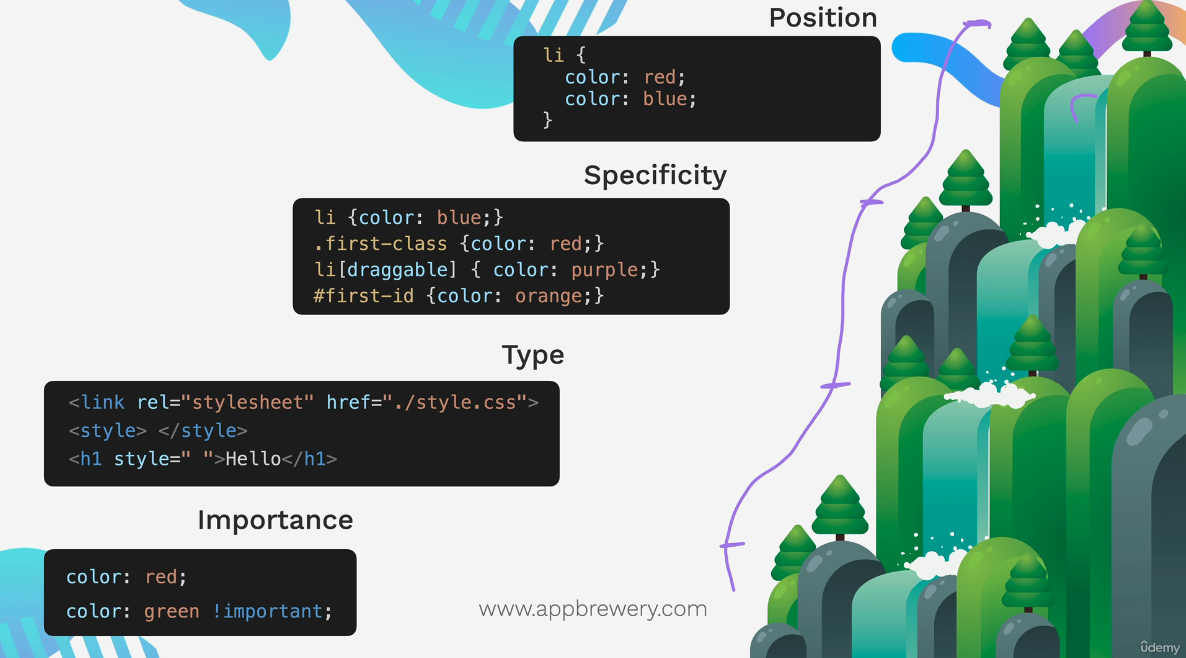 Position
li {
  color: red;
  color: blue;
}
Specificity
li {color: blue;}
.first-class {color: red;}
li[draggable] { color: purple;}
#first-id {color: orange;}
Type
<link rel="stylesheet" href="./style.css">
<style> </style>
<h1 style=" ">Hello</h1>
Importance
color: red;
color: green !important;
www.appbrewery.com
ûdemy